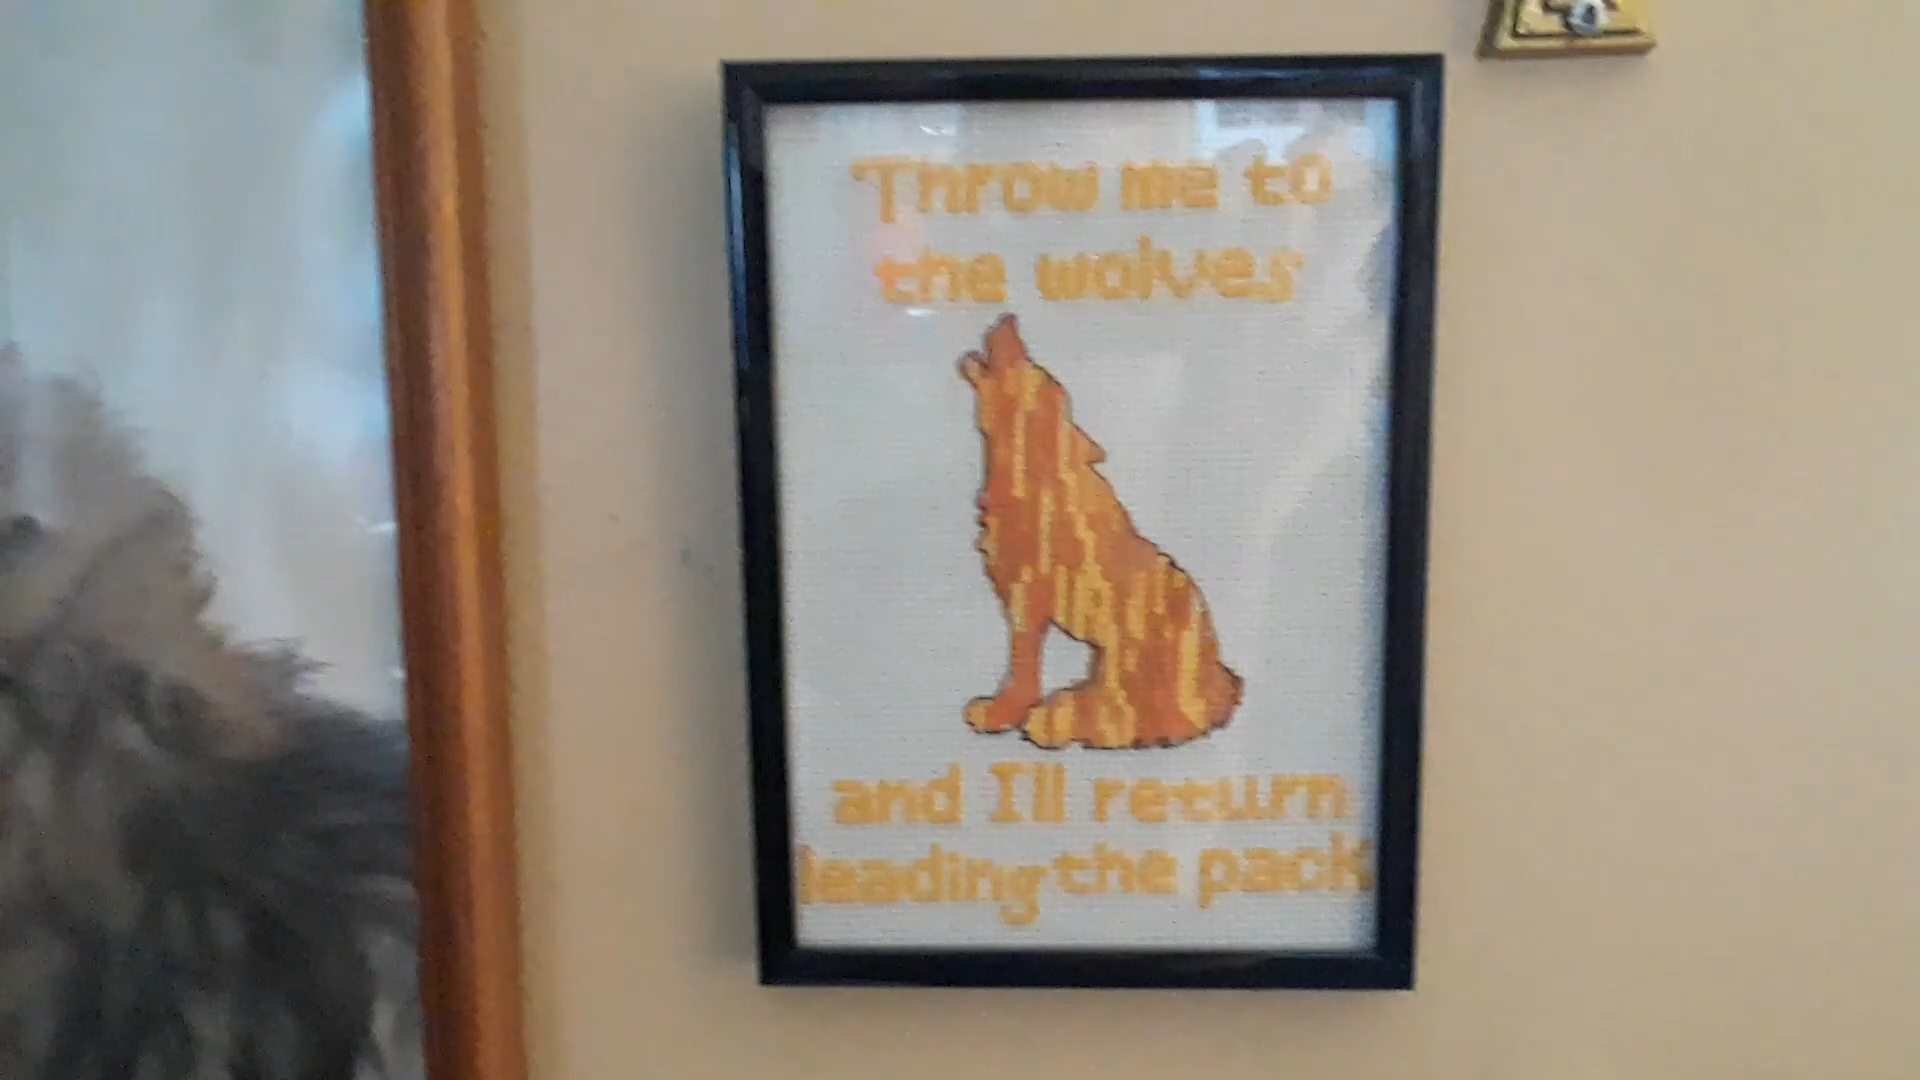 Throw me to
the wolves
and I'll return
leading the pack